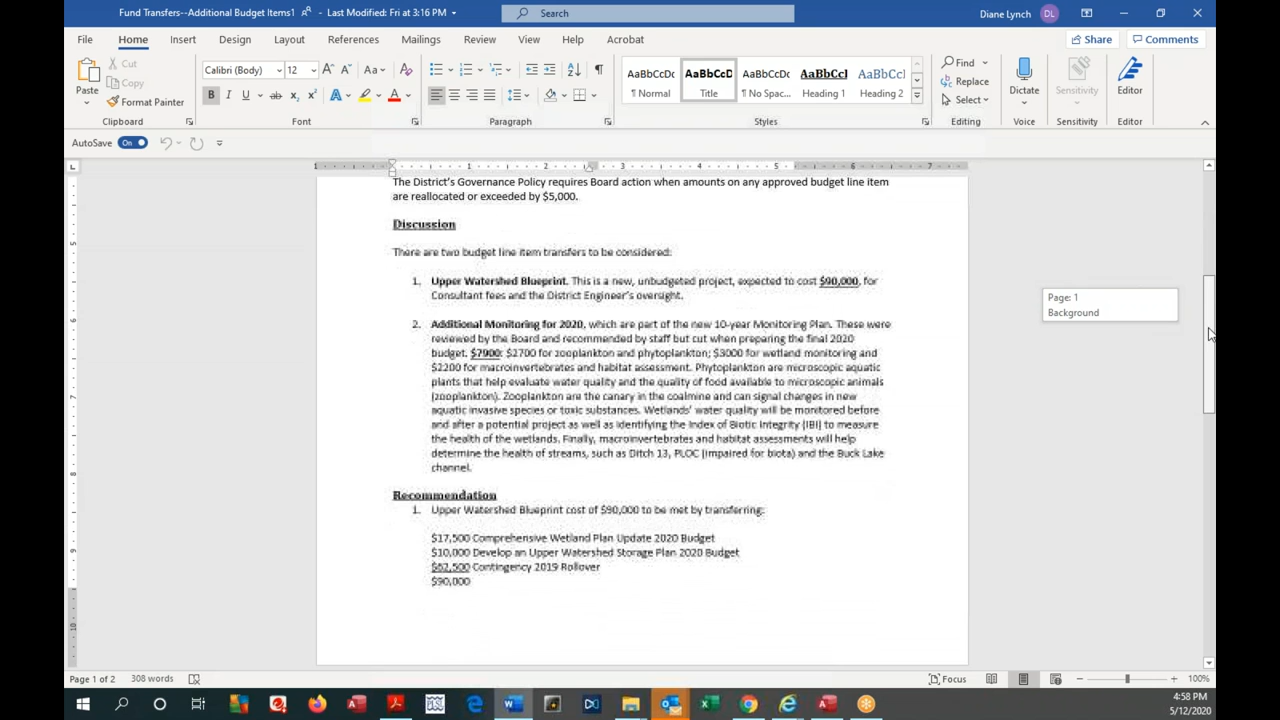 Fund Transfers--Additional Budget Items1 - Last Modified: Fri at 3:16 PM
Search
Diane Lynch DL
File Home Insert Design Layout References Mailings Review View Help Acrobat
Share Comments
Paste Cut Copy Format Painter
Calibri (Body) 12
AaBbCcDc AaBbCcD AaBbCcDc AaBbCcI AaBbCcD
¶ Normal Title ¶ No Spac... Heading 1 Heading 2
Find Replace Select
Dictate Sensitivity Editor
Clipboard Font Paragraph Styles Editing Voice Sensitivity Editor
AutoSave On
1 1 2 3 4 5 6 7
The District's Governance Policy requires Board action when amounts on any approved budget line item
are reallocated or exceeded by $5,000.
Discussion
There are two budget line item transfers to be considered:
1. Upper Watershed Blueprint. This is a new, unbudgeted project, expected to cost $90,000, for
Consultant fees and the District Engineer's oversight.
Page: 1
Background
2. Additional Monitoring for 2020, which are part of the new 10-year Monitoring Plan. These were
reviewed by the Board and recommended by staff but cut when preparing the final 2020
budget. $7900: $2700 for zooplankton and phytoplankton; $3000 for wetland monitoring and
$2200 for macroinvertebrates and habitat assessment. Phytoplankton are microscopic aquatic
plants that help evaluate water quality and the quality of food available to microscopic animals
(zooplankton). Zooplankton are the canary in the coalmine and can signal changes in new
aquatic invasive species or toxic substances. Wetlands' water quality will be monitored before
and after a potential project as well as identifying the Index of Biotic Integrity (IBI) to measure
the health of the wetlands. Finally, macroinvertebrates and habitat assessments will help
determine the health of streams, such as Ditch 13, PLOC (impaired for biota) and the Buck Lake
channel.
Recommendation
1. Upper Watershed Blueprint cost of $90,000 to be met by transferring:
$17,500 Comprehensive Wetland Plan Update 2020 Budget
$10,000 Develop an Upper Watershed Storage Plan 2020 Budget
$62,500 Contingency 2019 Rollover
$90,000
Page 1 of 2 308 words
Focus
100%
4:58 PM
5/12/2020